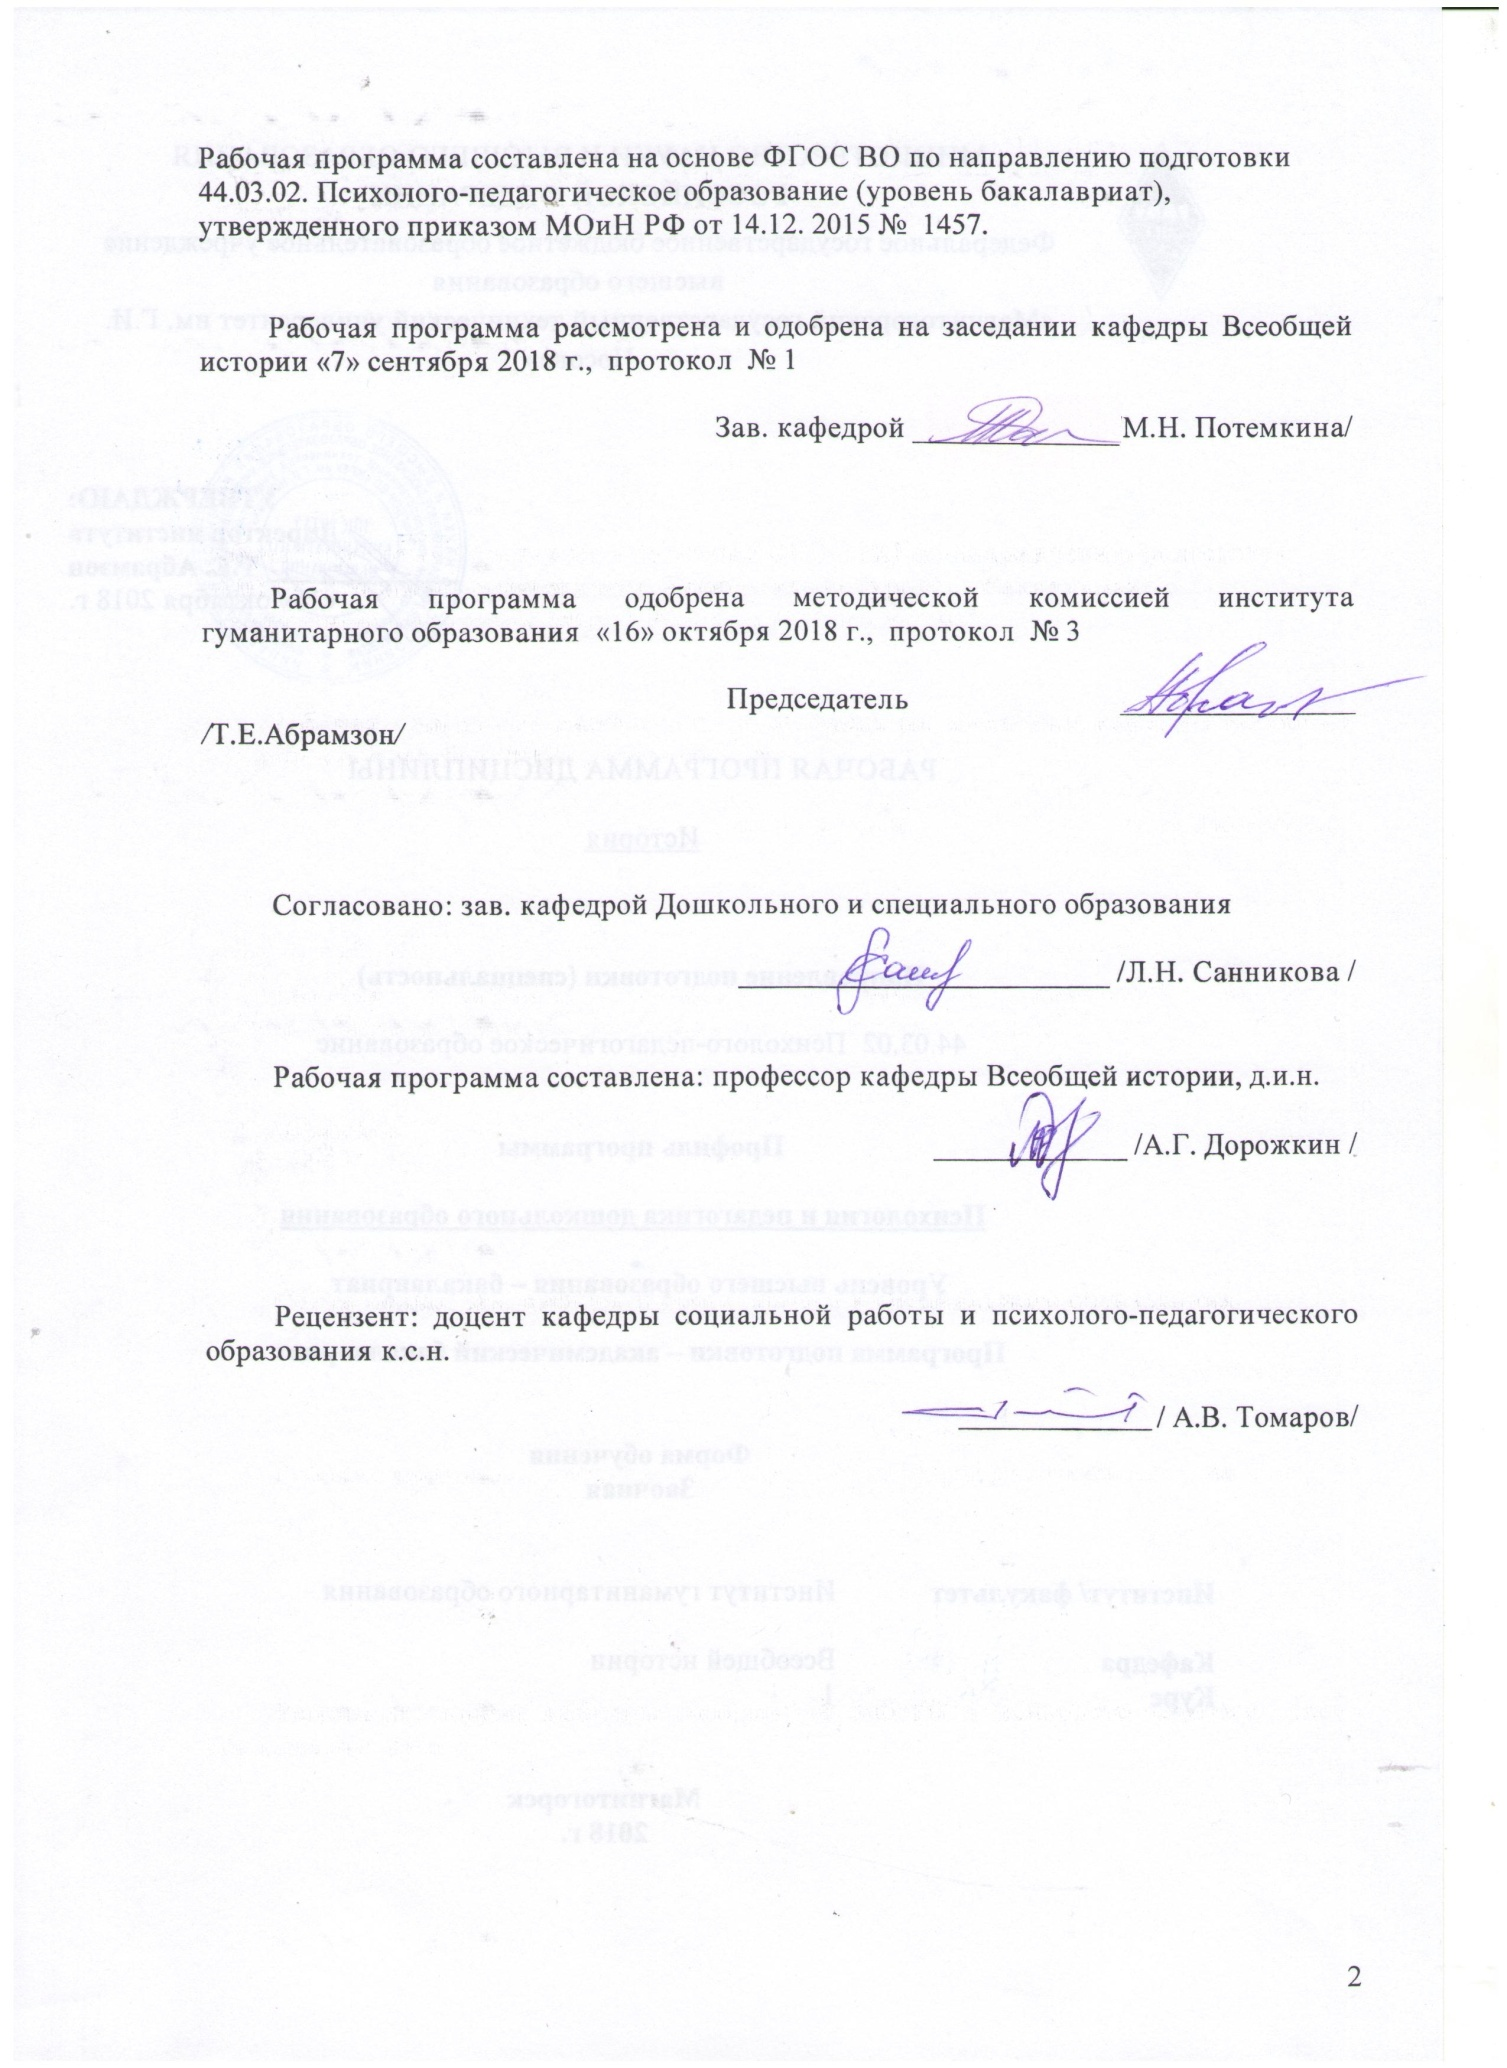 Рабочая программа составлена на основе ФГОС ВО по направлению подготовки
44.03.02. Психолого-педагогическое образование (уровень бакалавриат),
утвержденного приказом МОиН РФ от 14.12. 2015 № 1457.
Рабочая программа рассмотрена и одобрена на заседании кафедры Всеобщей
истории «7» сентября 2018 г., протокол № 1
Зав. кафедрой М.Н. Потемкина/
Рабочая программа одобрена методической комиссией института
гуманитарного образования «16» октября 2018 г., протокол № 3
Председатель
/Т.Е.Абрамзон/
Согласовано: зав. кафедрой Дошкольного и специального образования
/Л.Н. Санникова /
Рабочая программа составлена: профессор кафедры Всеобщей истории, д.и.н.
/А.Г. Дорожкин /
Рецензент: доцент кафедры социальной работы и психолого-педагогического
образования к.с.н.
/ А.В. Томаров/
2